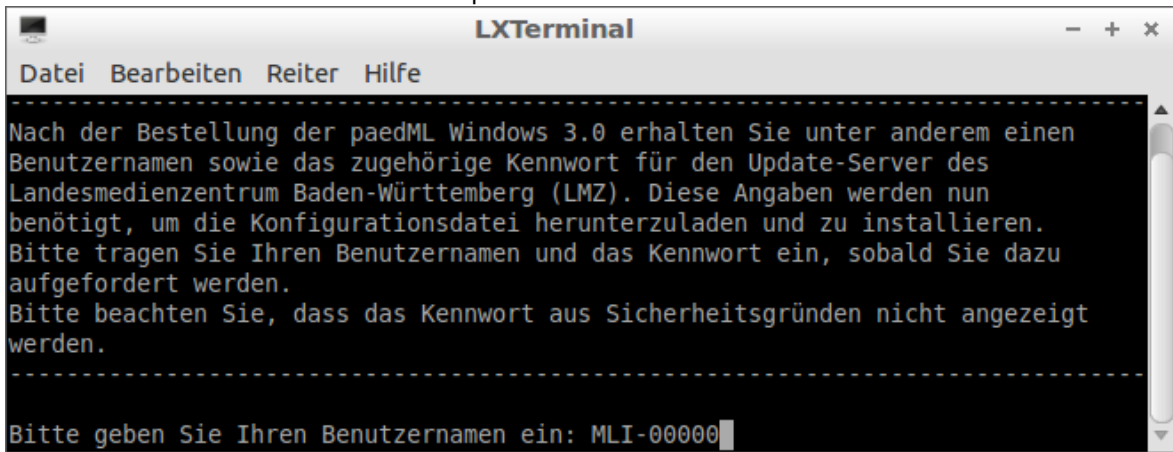 LXTerminal
Datei Bearbeiten Reiter Hilfe
--------------------------------------------------------------------------------
Nach der Bestellung der paedML Windows 3.0 erhalten Sie unter anderem einen
Benutzernamen sowie das zugehörige Kennwort für den Update-Server des
Landesmedienzentrum Baden-Württemberg (LMZ). Diese Angaben werden nun
benötigt, um die Konfigurationsdatei herunterzuladen und zu installieren.
Bitte tragen Sie Ihren Benutzernamen und das Kennwort ein, sobald Sie dazu
aufgefordert werden.
Bitte beachten Sie, dass das Kennwort aus Sicherheitsgründen nicht angezeigt
werden.
--------------------------------------------------------------------------------
Bitte geben Sie Ihren Benutzernamen ein: MLI-00000